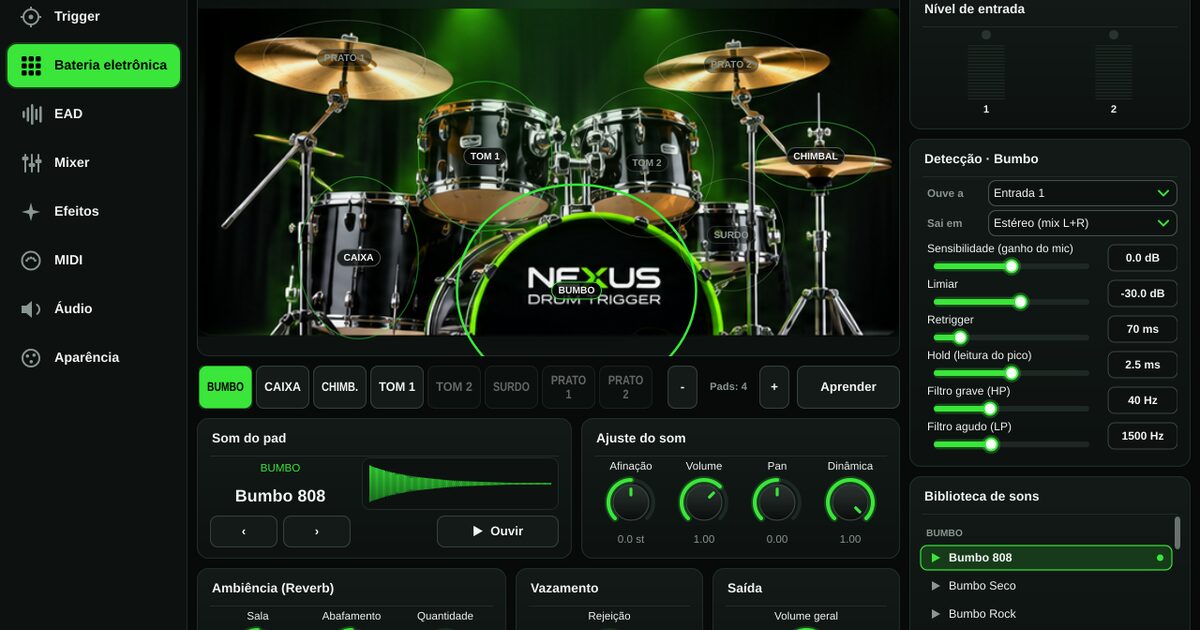 Trigger
Bateria eletrônica
EAD
Mixer
Efeitos
MIDI
Áudio
Aparência
PRATO 1
PRATO 2
TOM 1
TOM 2
CHIMBAL
SURDO
CAIXA
NEXUS
BUMBO
DRUM TRIGGER
BUMBO
CAIXA
CHIMB.
TOM 1
TOM 2
SURDO
PRATO
1
PRATO
2
-
Pads: 4
+
Aprender
Som do pad
BUMBO
Bumbo 808
‹
›
Ouvir
Ajuste do som
Afinação
Volume
Pan
Dinâmica
0.0 st
1.00
0.00
1.00
Ambiência (Reverb)
Sala
Abafamento
Quantidade
Vazamento
Rejeição
Saída
Volume geral
Nível de entrada
1
2
Detecção · Bumbo
Ouve a
Entrada 1
Sai em
Estéreo (mix L+R)
Sensibilidade (ganho do mic)
0.0 dB
Limiar
-30.0 dB
Retrigger
70 ms
Hold (leitura do pico)
2.5 ms
Filtro grave (HP)
40 Hz
Filtro agudo (LP)
1500 Hz
Biblioteca de sons
BUMBO
Bumbo 808
Bumbo Seco
Bumbo Rock